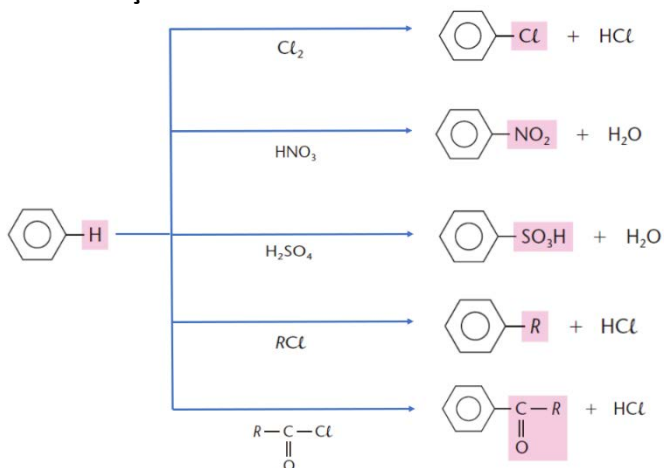 Cl₂
Cl + HCl
HNO₃
NO₂ + H₂O
H
H₂SO₄
SO₃H + H₂O
RCl
R + HCl
R—C—Cl
O
C—R + HCl
O